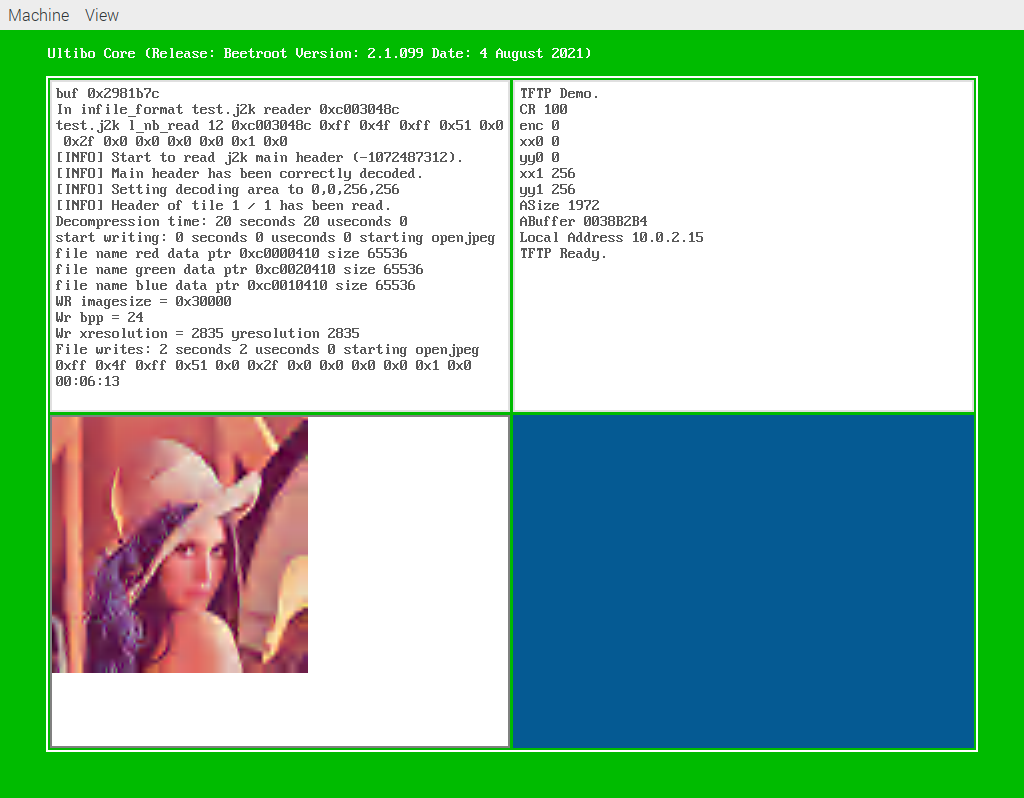 Machine View
Ultibo Core (Release: Beetroot Version: 2.1.099 Date: 4 August 2021)
buf 0x2981b7c
In infile_format test.j2k reader 0xc003048c
test.j2k l_nb_read 12 0xc003048c 0xff 0x4f 0xff 0x51 0x0
0x2f 0x0 0x0 0x0 0x0 0x1 0x0
[INFO] Start to read j2k main header (-1072487312).
[INFO] Main header has been correctly decoded.
[INFO] Setting decoding area to 0,0,256,256
[INFO] Header of tile 1 / 1 has been read.
Decompression time: 20 seconds 20 useconds 0
start writing: 0 seconds 0 useconds 0 starting openjpeg
file name red data ptr 0xc0000410 size 65536
file name green data ptr 0xc0020410 size 65536
file name blue data ptr 0xc0010410 size 65536
WR imagesize = 0x30000
Wr bpp = 24
Wr xresolution = 2835 yresolution 2835
File writes: 2 seconds 2 useconds 0 starting openjpeg
0xff 0x4f 0xff 0x51 0x0 0x2f 0x0 0x0 0x0 0x0 0x1 0x0
00:06:13
TFTP Demo.
CR 100
enc 0
xx0 0
yy0 0
xx1 256
yy1 256
ASize 1972
ABuffer 0038B2B4
Local Address 10.0.2.15
TFTP Ready.